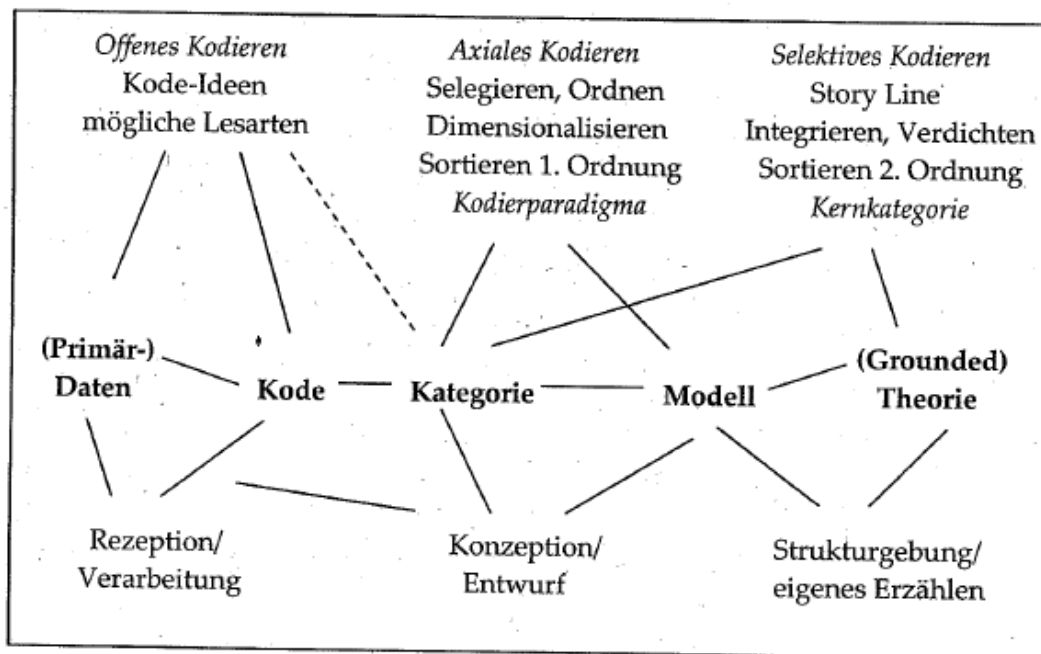 Offenes Kodieren
Kode-Ideen
mögliche Lesarten
Axiales Kodieren
Selegieren, Ordnen
Dimensionalisieren
Sortieren 1. Ordnung
Kodierparadigma
Selektives Kodieren
Story Line
Integrieren, Verdichten
Sortieren 2. Ordnung
Kernkategorie
(Primär-)
Daten
Kode
Kategorie
Modell
(Grounded)
Theorie
Rezeption/
Verarbeitung
Konzeption/
Entwurf
Strukturgebung/
eigenes Erzählen